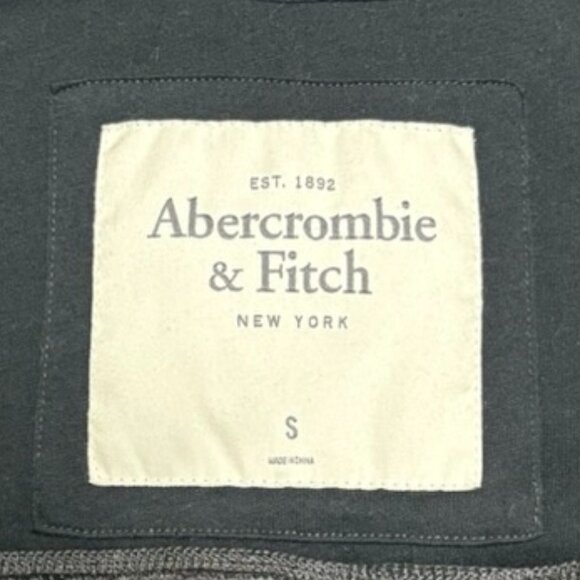 EST. 1892
Abercrombie
& Fitch
NEW YORK
S
MADE IN CHINA